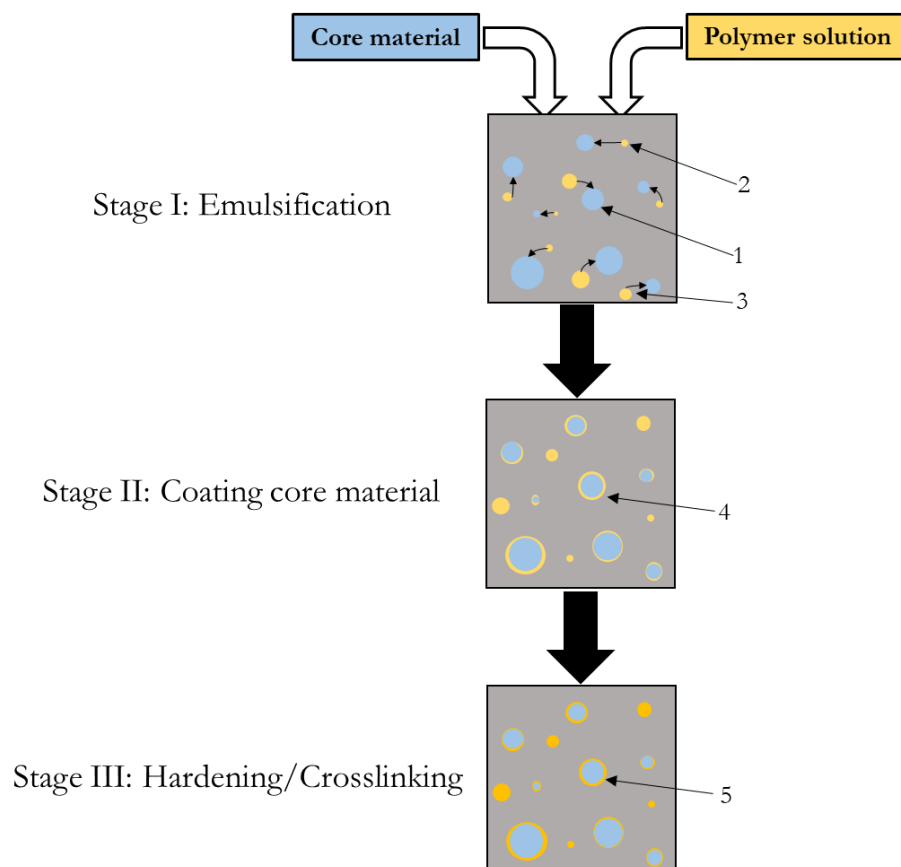 Core material
Polymer solution
2
Stage I: Emulsification
1
3
Stage II: Coating core material
4
Stage III: Hardening/Crosslinking
5